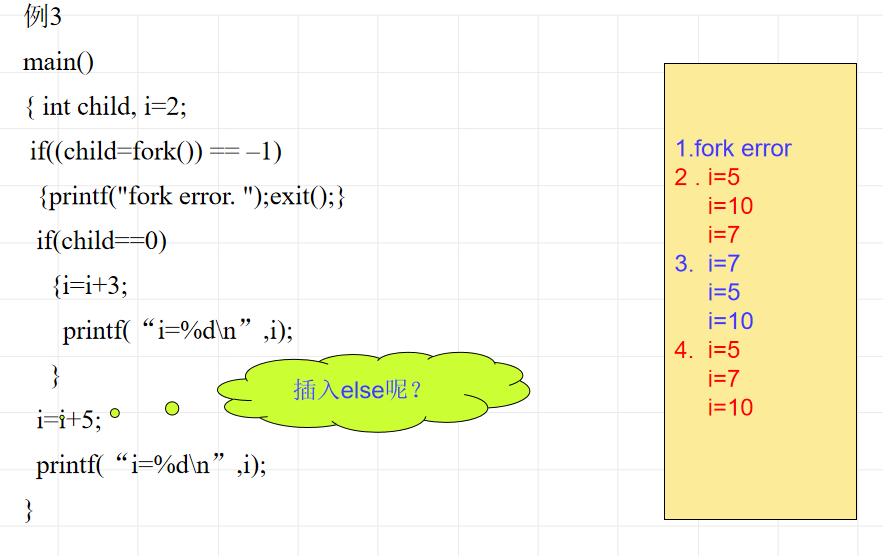 例3
main()
{ int child, i=2;
if((child=fork()) == –1)
{printf("fork error. ");exit();}
if(child==0)
{i=i+3;
printf(“i=%d\n”,i);
}
i=i+5;
printf(“i=%d\n”,i);
}
插入else呢？
1.fork error
2 . i=5
i=10
i=7
3. i=7
i=5
i=10
4. i=5
i=7
i=10